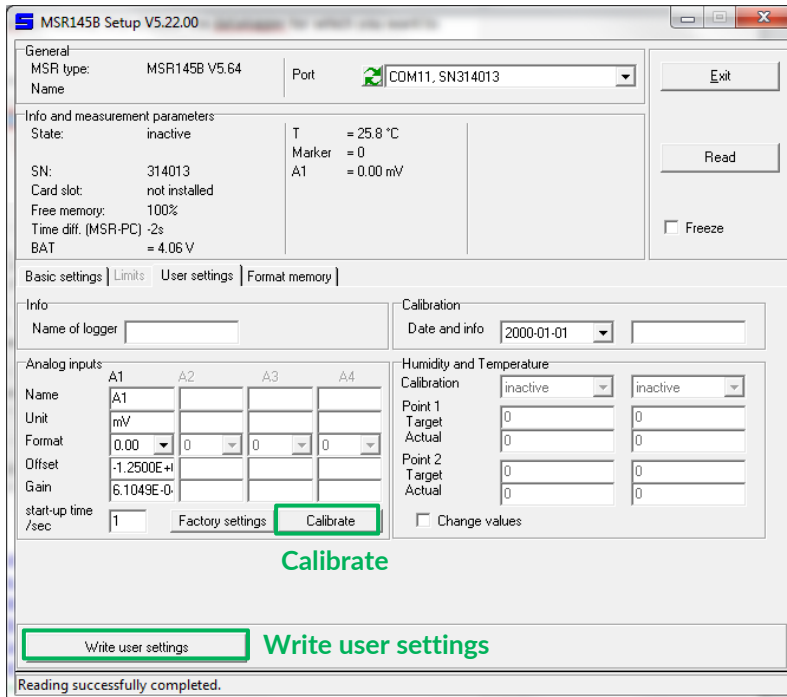 MSR145B Setup V5.22.00
General
MSR type: MSR145B V5.64 Port COM11, SN314013
Name
Exit
Info and measurement parameters
State: inactive T = 25.8 °C
Marker = 0
SN: 314013 A1 = 0.00 mV
Card slot: not installed
Free memory: 100%
Time diff. (MSR-PC) -2s
BAT = 4.06 V
Read
Freeze
Basic settings Limits User settings Format memory
Info
Name of logger
Calibration
Date and info 2000-01-01
Analog inputs
A1 A2 A3 A4
Name A1
Unit mV
Format 0.00 0 0 0
Offset -1.2500E+
Gain 6.1049E-0
start-up time
/sec 1 Factory settings Calibrate
Humidity and Temperature
Calibration inactive inactive
Point 1
Target 0 0
Actual 0 0
Point 2
Target 0 0
Actual 0 0
Change values
Calibrate
Write user settings Write user settings
Reading successfully completed.